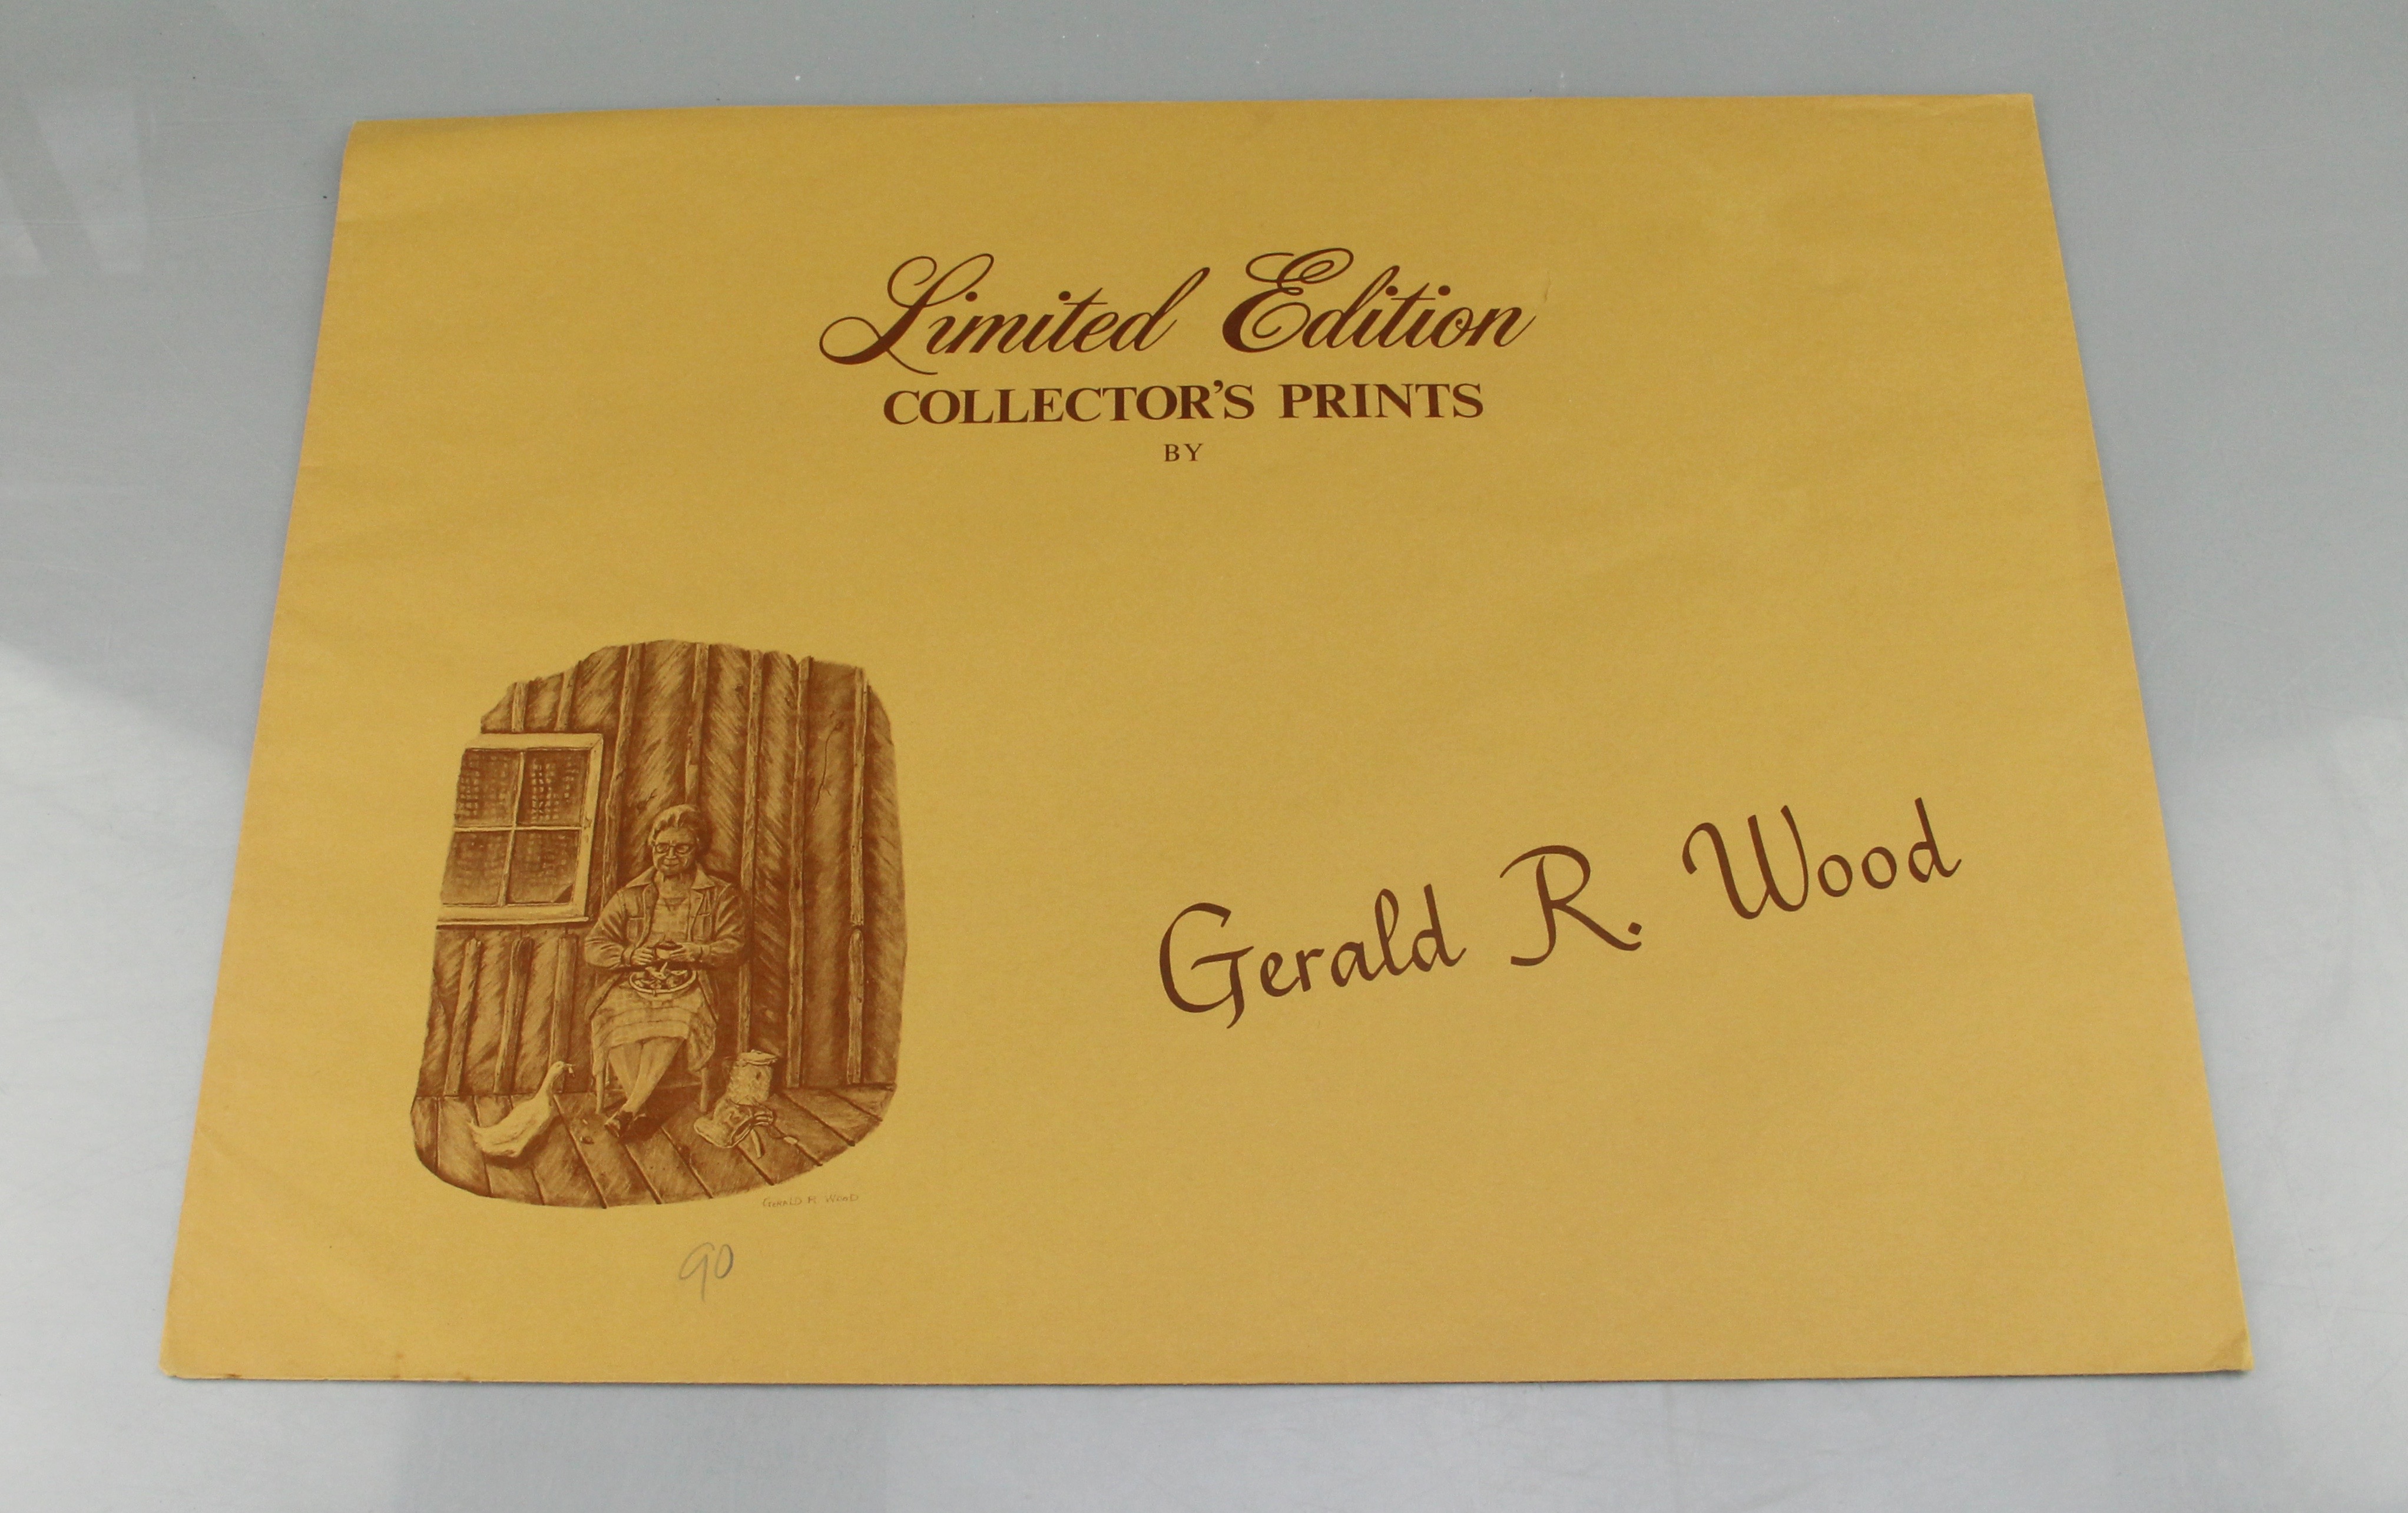 Limited Edition
COLLECTOR'S PRINTS
BY
Gerald R. Wood
GERALD R WOOD
90